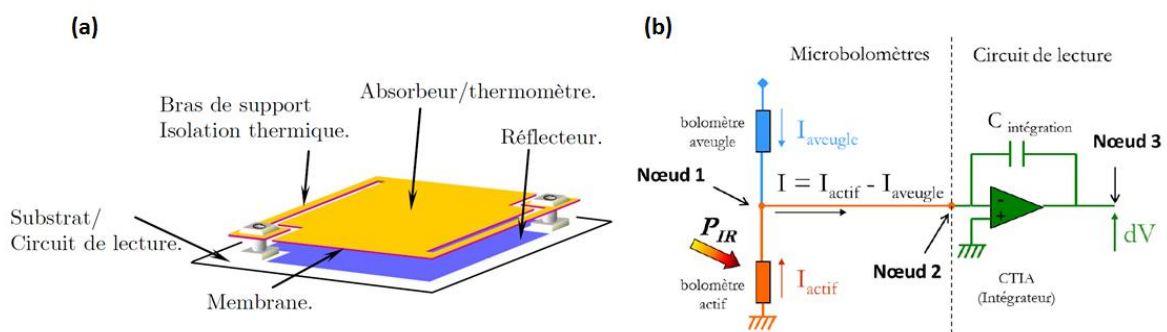 (a)
Bras de support
Isolation thermique.
Absorbeur/thermomètre.
Réflecteur.
Substrat/
Circuit de lecture.
Membrane.
(b)
Microbolomètres
Circuit de lecture
bolomètre
aveugle
I aveugle
C intégration
Nœud 1
Nœud 3
I = I actif - I aveugle
P IR
- 
+
dV
Nœud 2
bolomètre
actif
I actif
CTIA
(Intégrateur)